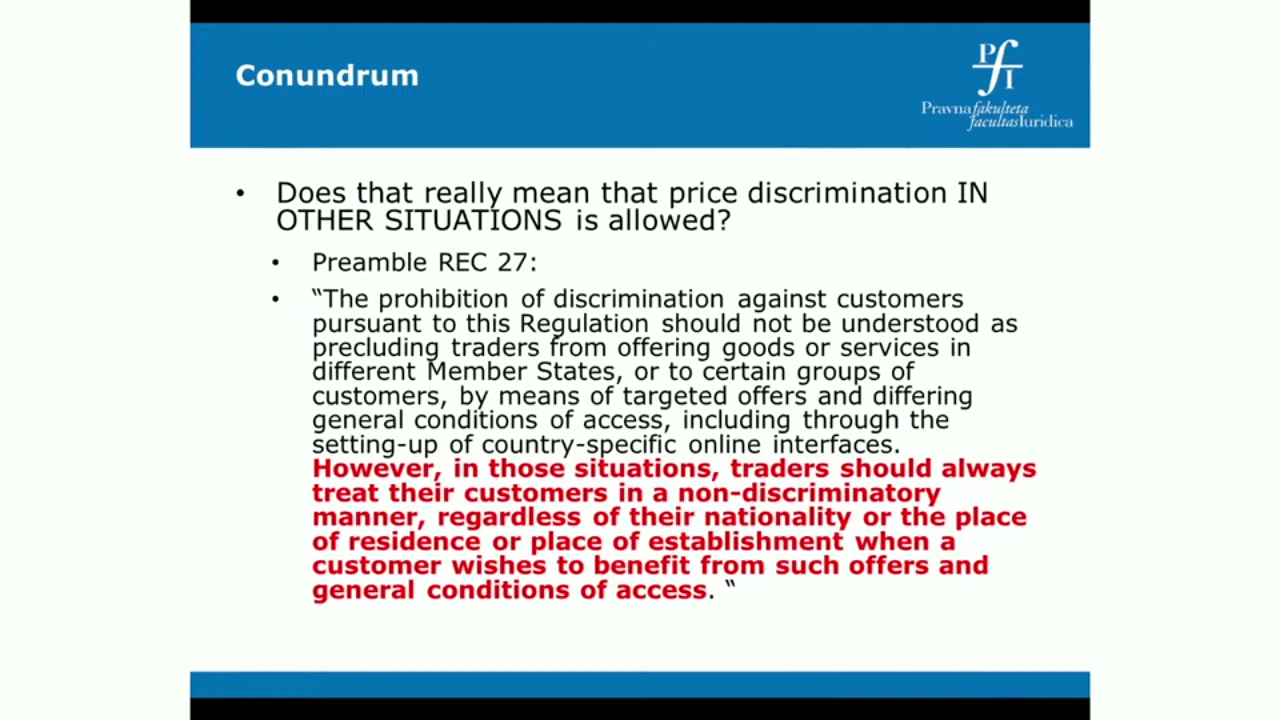 Conundrum
PfI
Pravnafakulteta
facultasIuridica
• Does that really mean that price discrimination IN
OTHER SITUATIONS is allowed?
• Preamble REC 27:
• “The prohibition of discrimination against customers
pursuant to this Regulation should not be understood as
precluding traders from offering goods or services in
different Member States, or to certain groups of
customers, by means of targeted offers and differing
general conditions of access, including through the
setting-up of country-specific online interfaces.
However, in those situations, traders should always
treat their customers in a non-discriminatory
manner, regardless of their nationality or the place
of residence or place of establishment when a
customer wishes to benefit from such offers and
general conditions of access. “